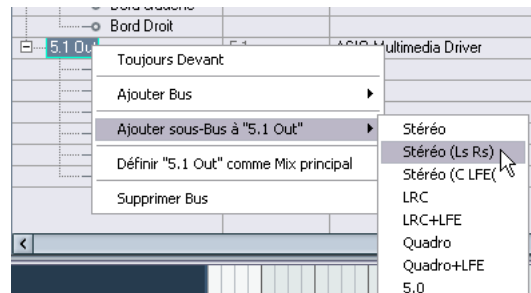 Bord Droit
5.1 Ou
5.1
ASIO Multimedia Driver
Toujours Devant
Ajouter Bus
Ajouter sous-Bus à "5.1 Out"
Définir "5.1 Out" comme Mix principal
Supprimer Bus
Stéréo
Stéréo (Ls Rs)
Stéréo (C LFE(
LRC
LRC+LFE
Quadro
Quadro+LFE
5.0